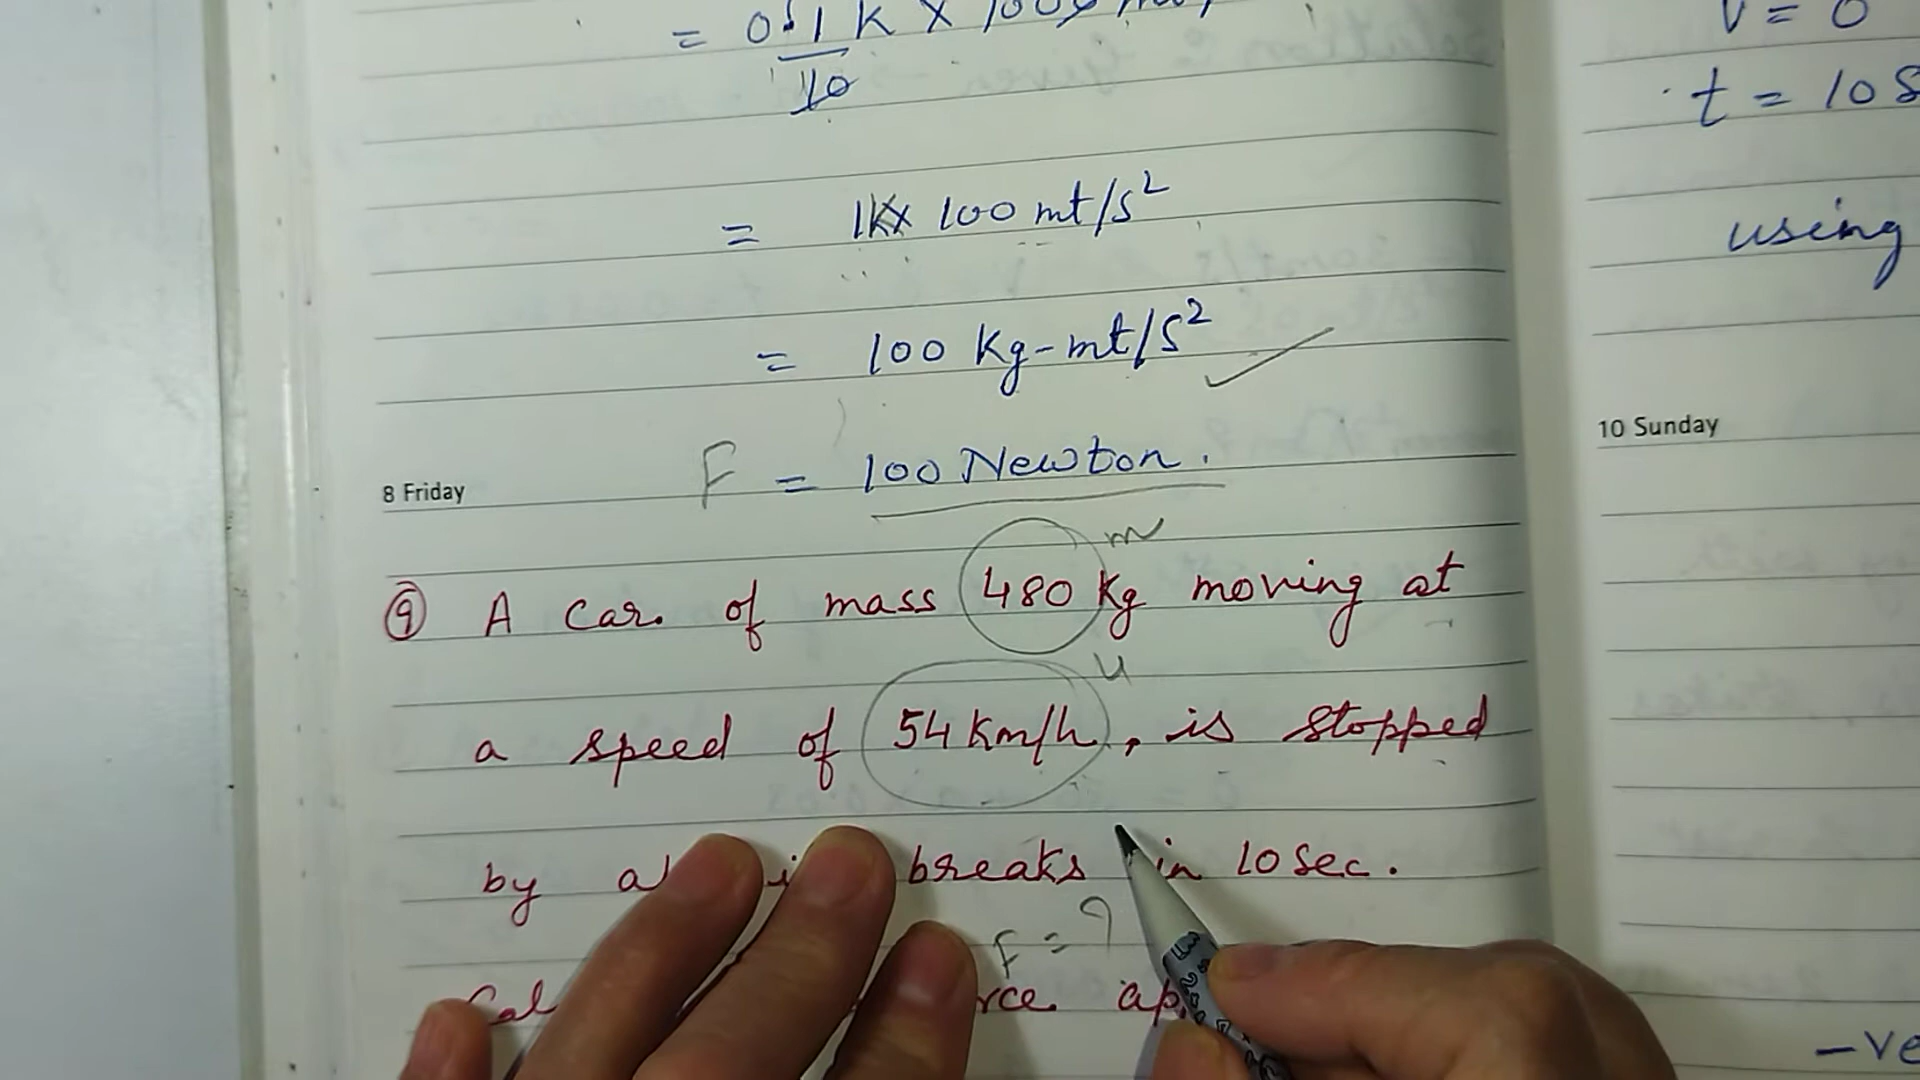 = 0.1 K X
10
= 1K x 100 mt/s²
= 100 Kg-mt/s²
F = 100 Newton.
8 Friday
m
9 A Car. of mass 480 Kg moving at
u
a speed of 54 Km/h, is stopped
by breaks in 10 sec.
F = ?
V = 0
t = 10 S
using
10 Sunday
-ve